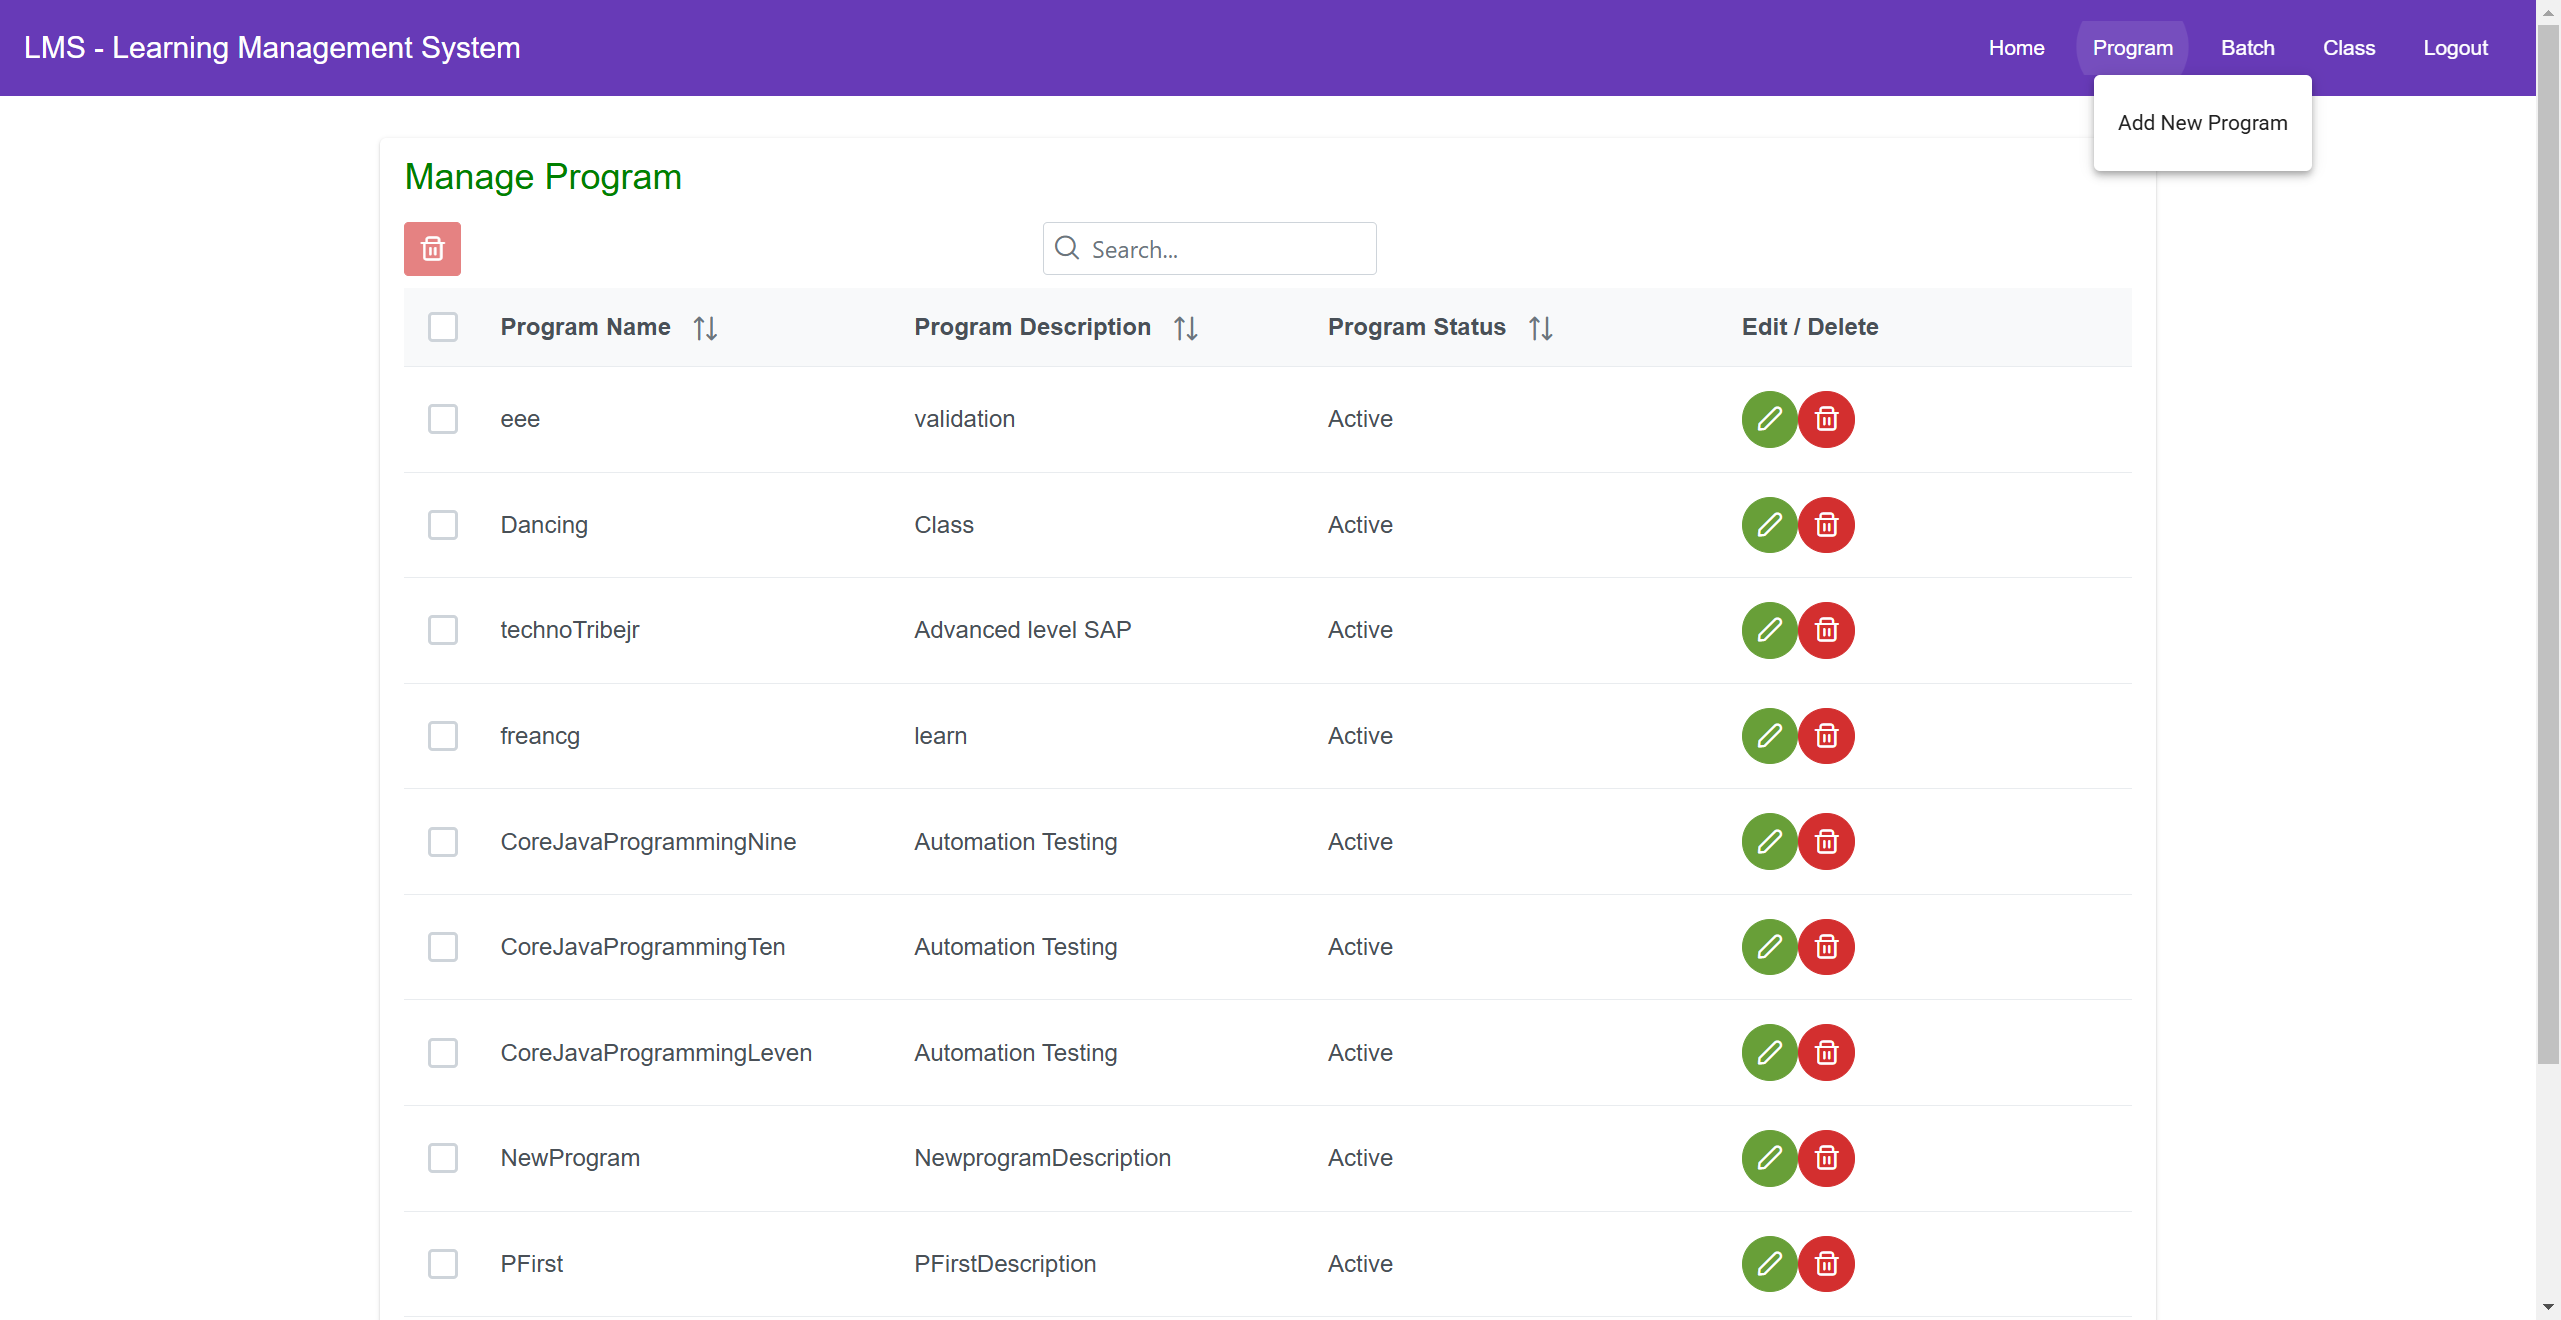 LMS - Learning Management System
Home Program Batch Class Logout
Add New Program
Manage Program
Search...
Program Name Program Description Program Status Edit / Delete
eee validation Active
Dancing Class Active
technoTribejr Advanced level SAP Active
freancg learn Active
CoreJavaProgrammingNine Automation Testing Active
CoreJavaProgrammingTen Automation Testing Active
CoreJavaProgrammingLeven Automation Testing Active
NewProgram NewprogramDescription Active
PFirst PFirstDescription Active